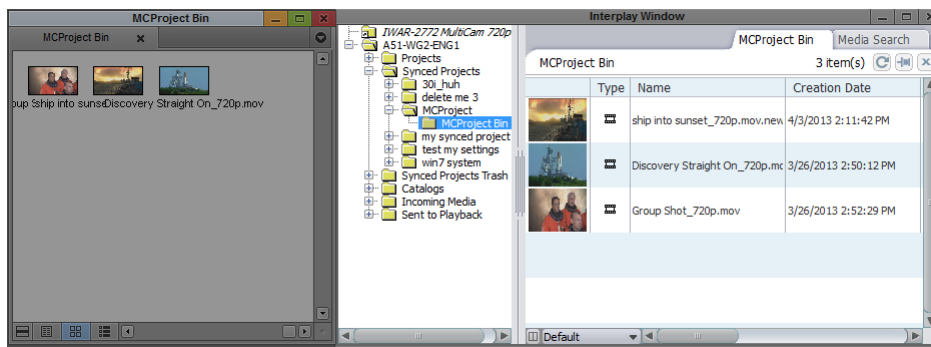 MCProject Bin
MCProject Bin x
oup Ship into sunseDiscovery Straight On_720p.mov
Interplay Window
IWAR-2772 MultiCam 720p
A51-WG2-ENG1
Projects
Synced Projects
30i_huh
delete me 3
MCProject
MCProject Bin
my synced project
test my settings
win7 system
Synced Projects Trash
Catalogs
Incoming Media
Sent to Playback
MCProject Bin Media Search
MCProject Bin 3 item(s)
Type Name Creation Date
ship into sunset_720p.mov.new 4/3/2013 2:11:42 PM
Discovery Straight On_720p.mc 3/26/2013 2:50:12 PM
Group Shot_720p.mov 3/26/2013 2:52:29 PM
Default